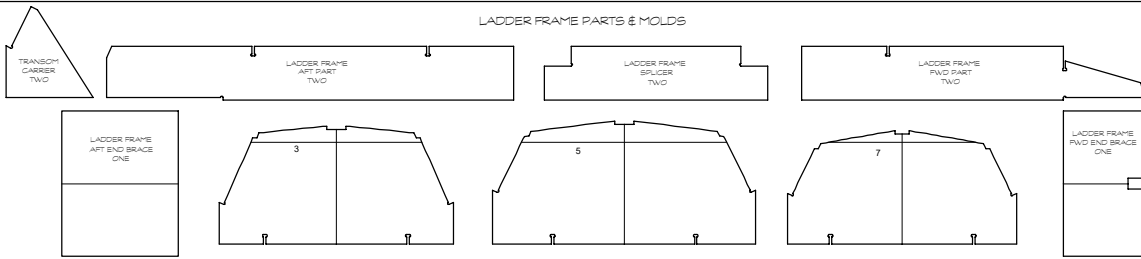 LADDER FRAME PARTS & MOLDS
TRANSOM
CARRIER
TWO
LADDER FRAME
AFT PART
TWO
LADDER FRAME
SPLICER
TWO
LADDER FRAME
FWD PART
TWO
LADDER FRAME
AFT END BRACE
ONE
3
5
7
LADDER FRAME
FWD END BRACE
ONE